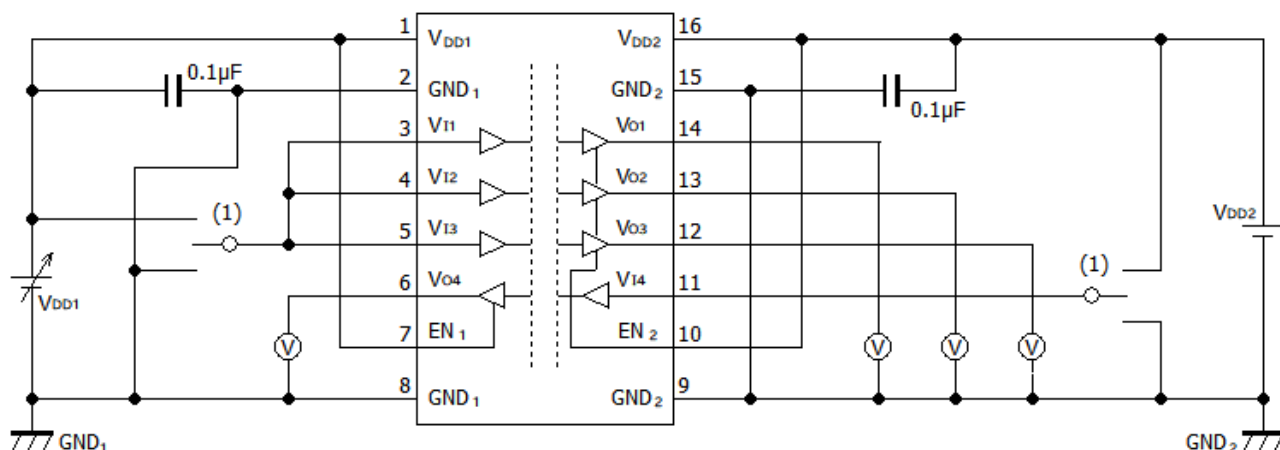 1 16
VDD1 VDD2
0.1µF 2 15
GND1 GND2
0.1µF
3 VI1 VO1 14
4 VI2 VO2 13
(1) VDD2
5 VI3 VO3 12
6 VO4 VI4 11 (1)
VDD1
7 EN1 EN2 10
V V V V
8 9
GND1 GND2
GND1 GND2